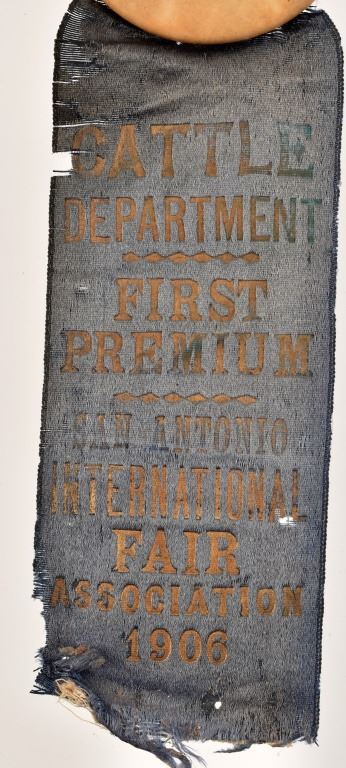 CATTLE
DEPARTMENT
FIRST
PREMIUM
SAN ANTONIO
INTERNATIONAL
FAIR
ASSOCIATION
1906